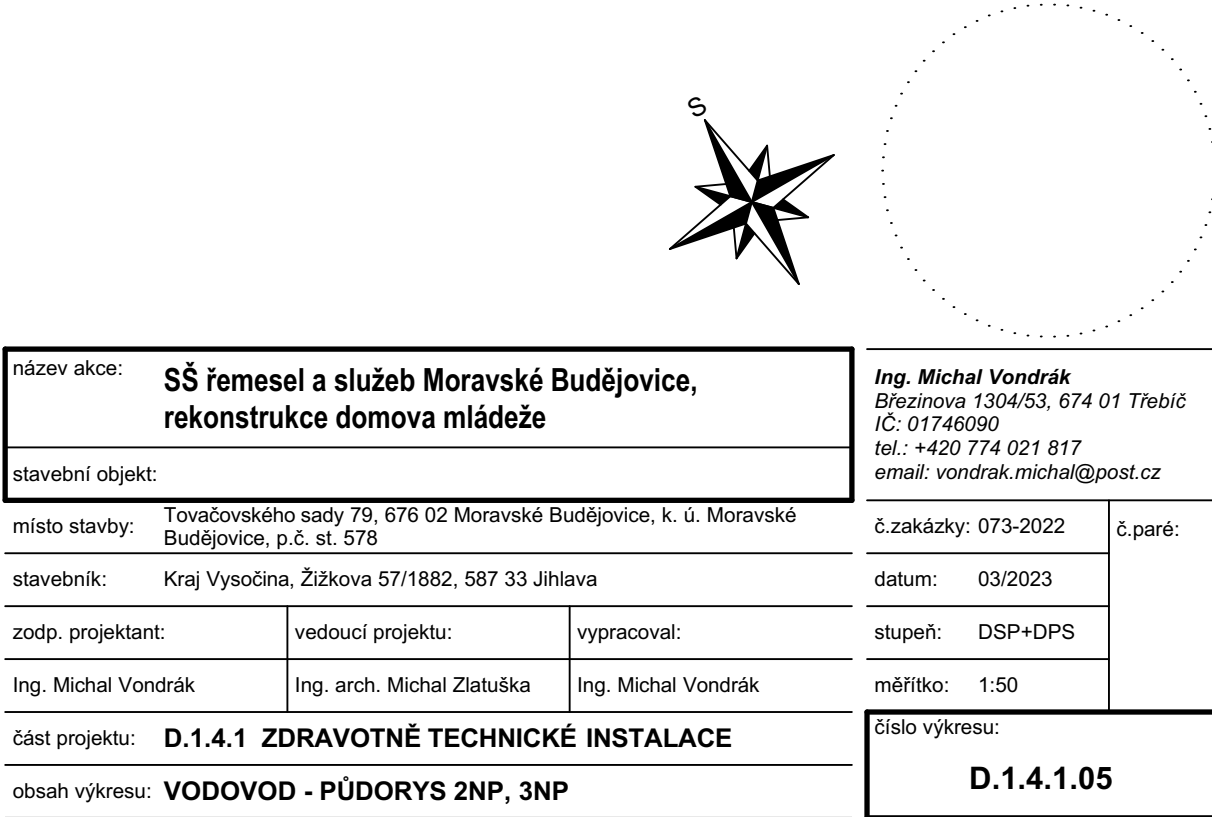 S
název akce:
SŠ řemesel a služeb Moravské Budějovice,
rekonstrukce domova mládeže
stavební objekt:
místo stavby:
Tovačovského sady 79, 676 02 Moravské Budějovice, k. ú. Moravské
Budějovice, p.č. st. 578
stavebník: Kraj Vysočina, Žižkova 57/1882, 587 33 Jihlava
zodp. projektant:
vedoucí projektu:
vypracoval:
Ing. Michal Vondrák
Ing. arch. Michal Zlatuška
Ing. Michal Vondrák
část projektu: D.1.4.1 ZDRAVOTNĚ TECHNICKÉ INSTALACE
obsah výkresu: VODOVOD - PŮDORYS 2NP, 3NP
Ing. Michal Vondrák
Březinova 1304/53, 674 01 Třebíč
IČ: 01746090
tel.: +420 774 021 817
email: vondrak.michal@post.cz
č.zakázky: 073-2022
č.paré:
datum: 03/2023
stupeň: DSP+DPS
měřítko: 1:50
číslo výkresu:
D.1.4.1.05